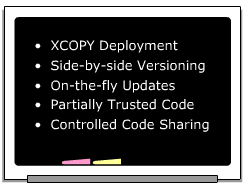 • XCOPY Deployment
• Side-by-side Versioning
• On-the-fly Updates
• Partially Trusted Code
• Controlled Code Sharing